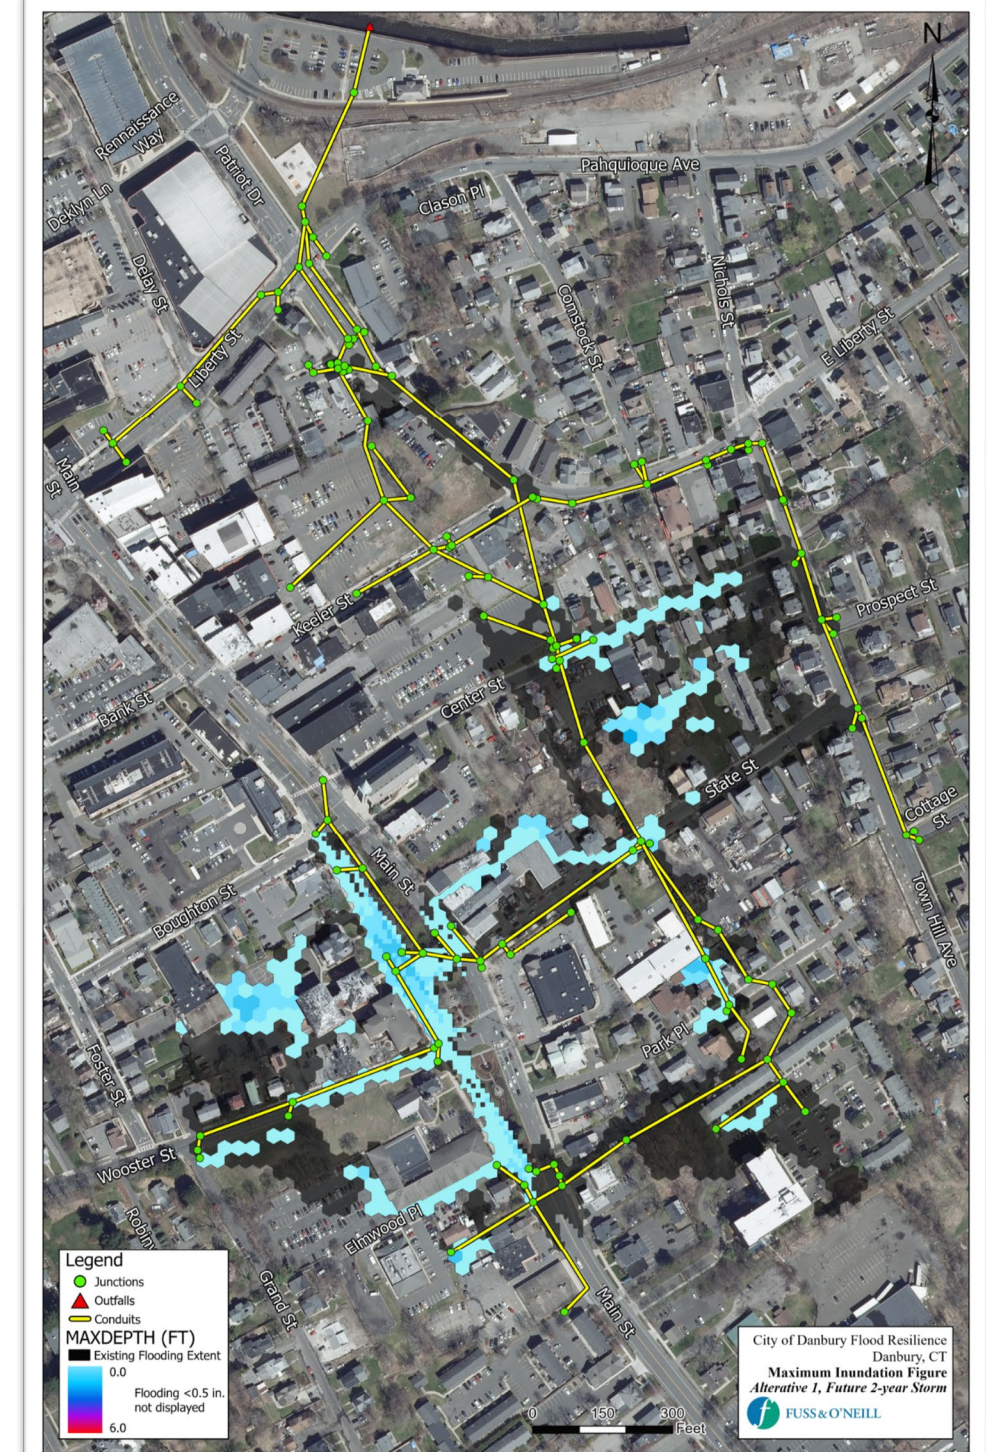 N
Rennaissance
Way
Patriot Dr
Deklyn Ln
Delay St
Clason Pl
Pahquioque Ave
Nichols St
Comstock St
E Liberty St
Liberty St
Main
St
Keeler St
Prospect St
Bank St
Center St
State St
Cottage
St
Main St
Boughton St
Town Hill Ave
Park Pl
Foster St
Wooster St
Elmwood Pl
Grand St
Main St
Legend
Junctions
Outfalls
Conduits
MAXDEPTH (FT)
Existing Flooding Extent
0.0
Flooding <0.5 in.
not displayed
6.0
0 150 300
Feet
City of Danbury Flood Resilience
Danbury, CT
Maximum Inundation Figure
Alterative 1, Future 2-year Storm
f
FUSS & O'NEILL